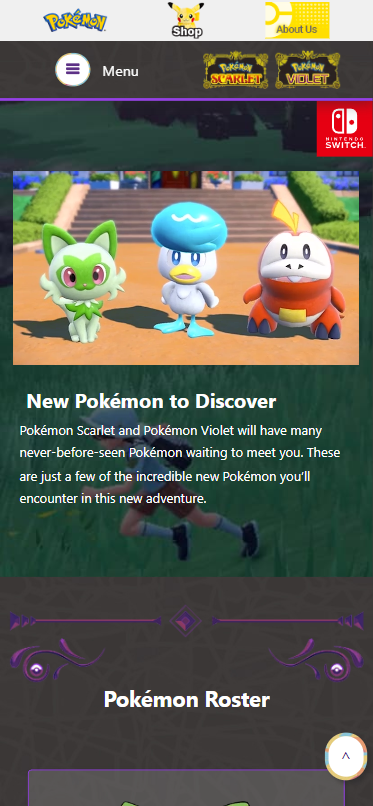 Pokémon
Shop
About Us
Menu
Pokémon
SCARLET
Pokémon
VIOLET
NINTENDO
SWITCH
New Pokémon to Discover
Pokémon Scarlet and Pokémon Violet will have many
never-before-seen Pokémon waiting to meet you. These
are just a few of the incredible new Pokémon you'll
encounter in this new adventure.
Pokémon Roster